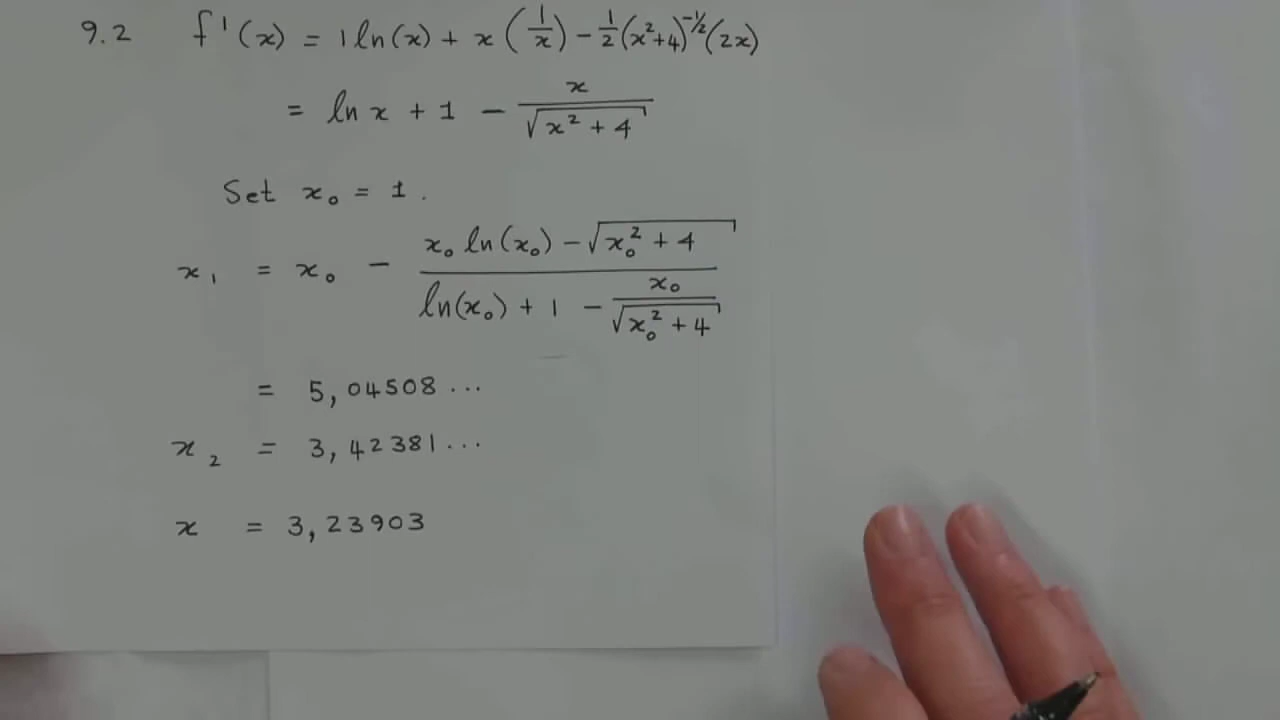 9.2 f'(x) = 1 ln(x) + x (1/x) - 1/2 (x²+4)^(-1/2) (2x)
= ln x + 1 - x/√(x² + 4)
Set x₀ = 1.
x₁ = x₀ - (x₀ ln(x₀) - √(x₀² + 4))/(ln(x₀) + 1 - x₀/√(x₀² + 4))
= 5,04508...
x₂ = 3,42381...
x = 3,23903